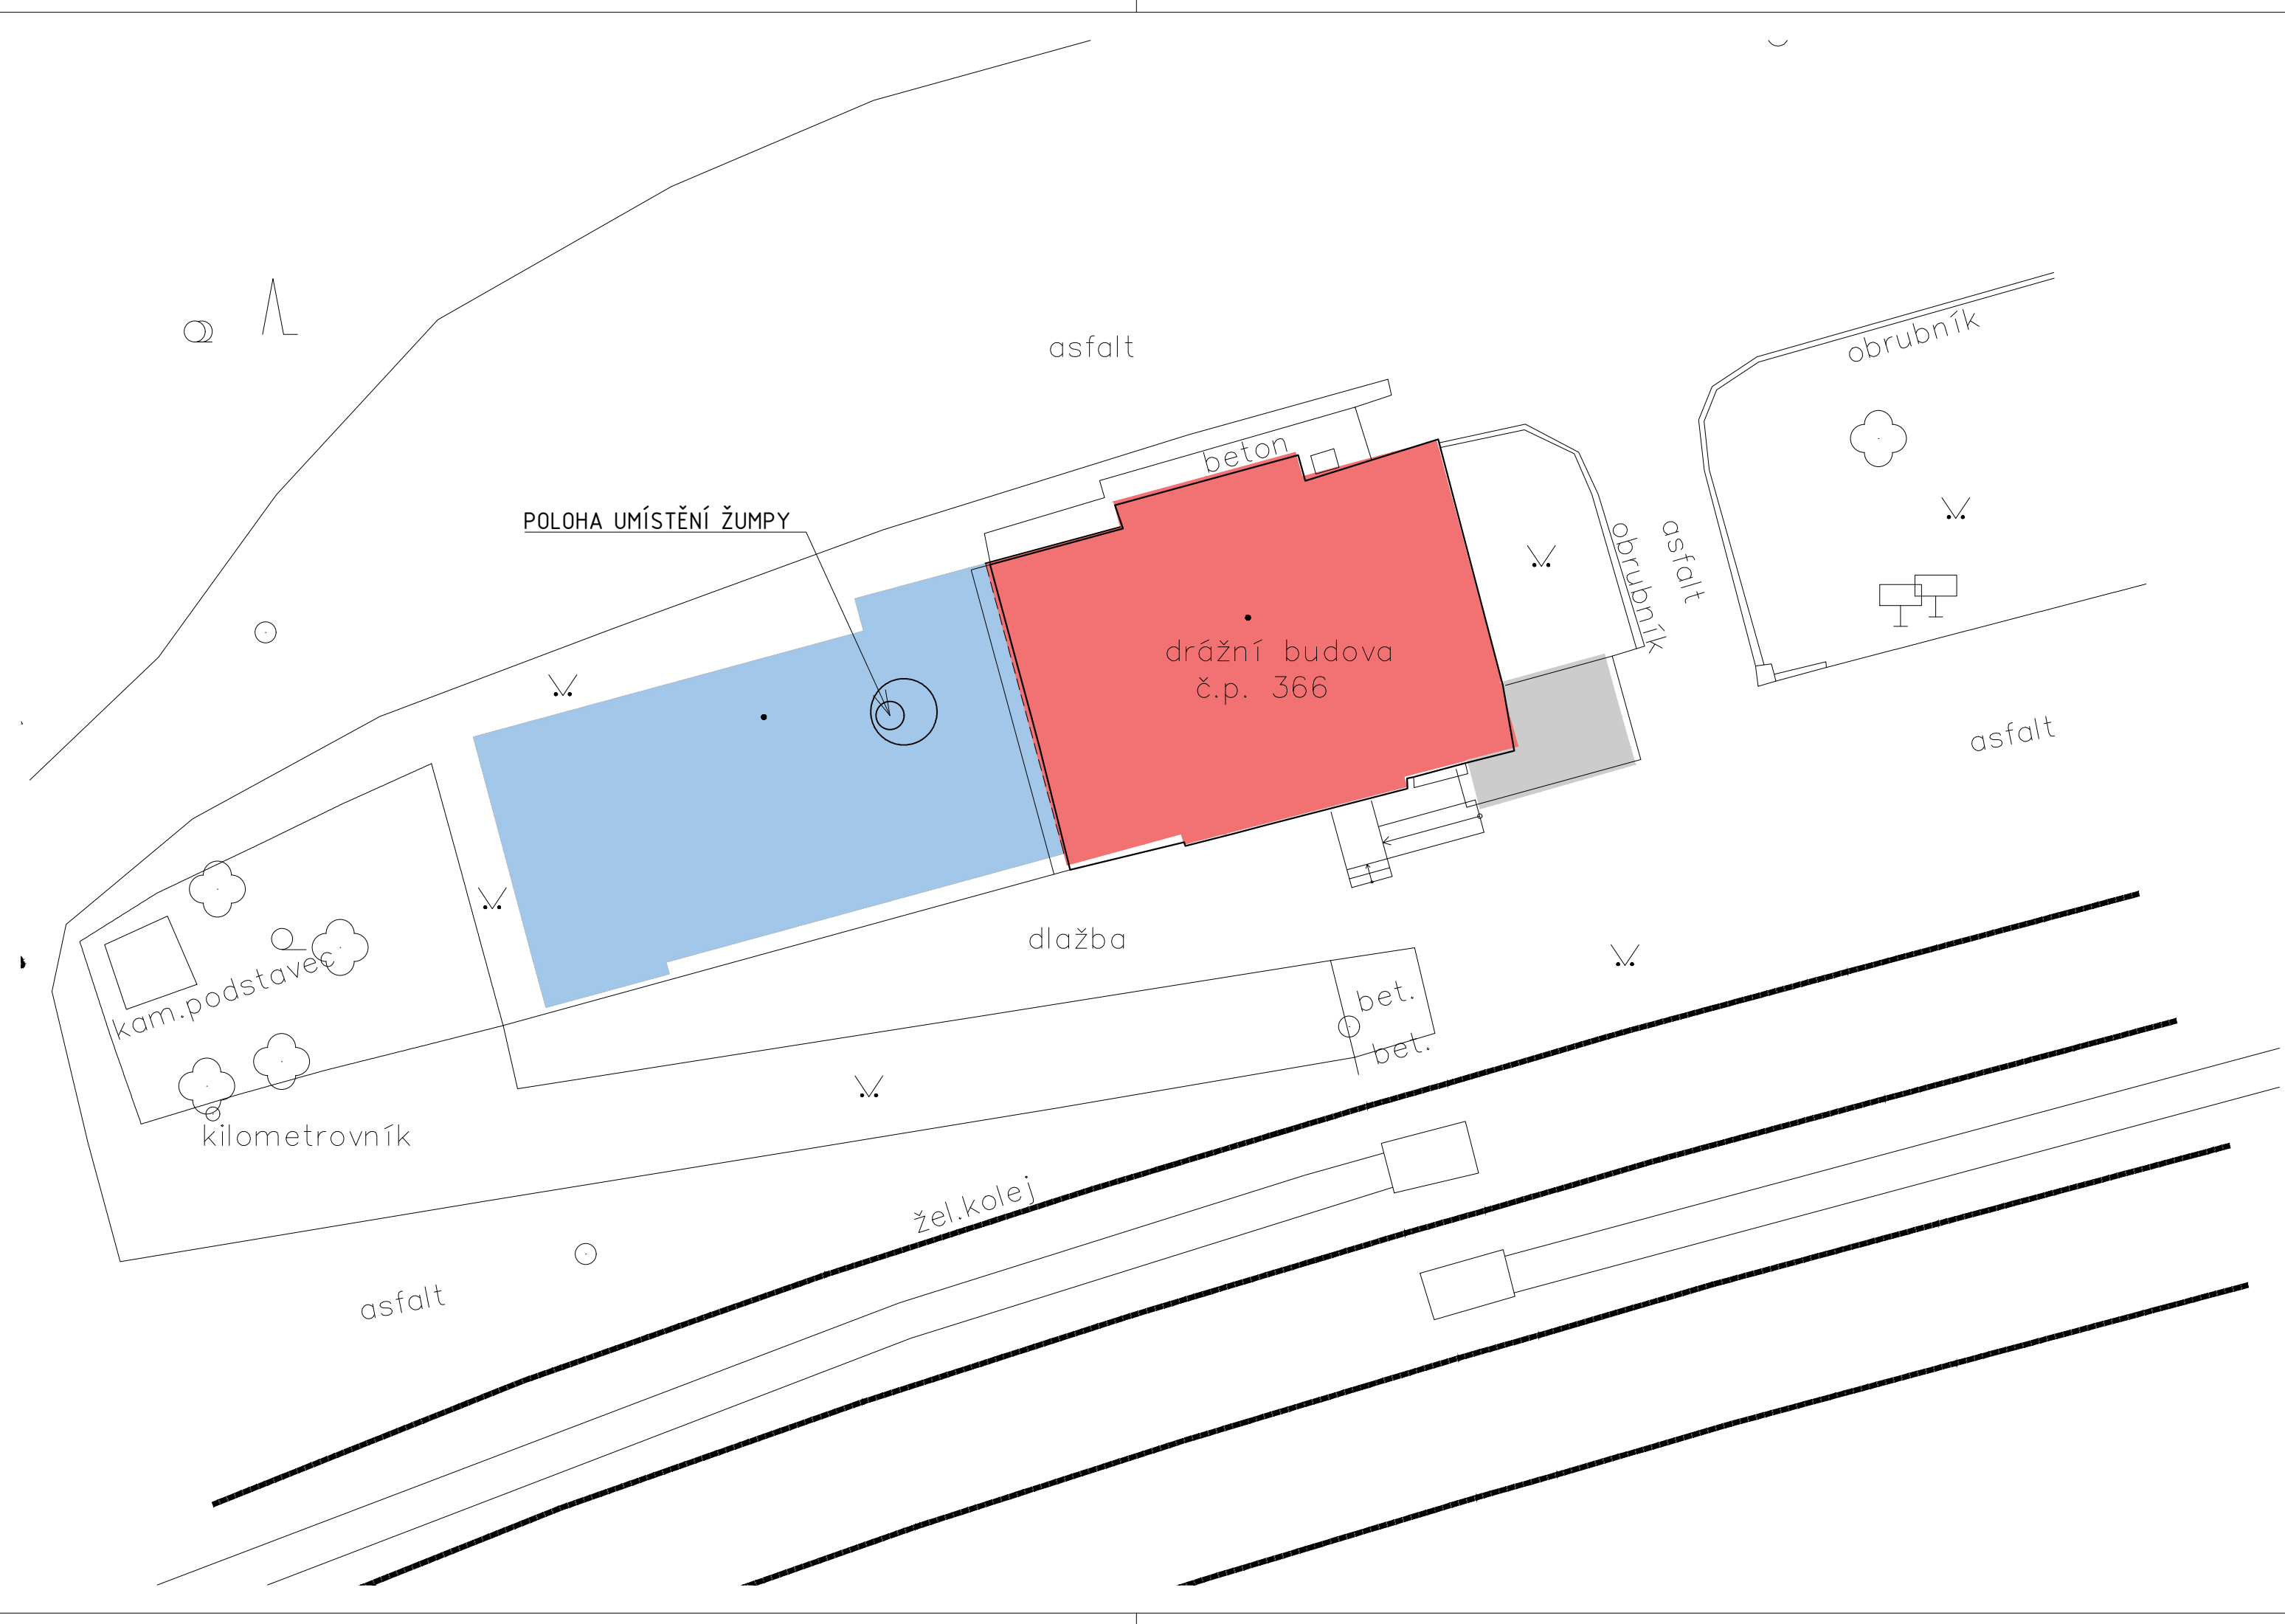 asfalt
obrubník
beton
POLOHA UMÍSTĚNÍ ŽUMPY
asfalt
obrubník
drážní budova
č.p. 366
asfalt
dlažba
kam.podstavec
bet.
bet.
kilometrovník
žel.kolej
asfalt